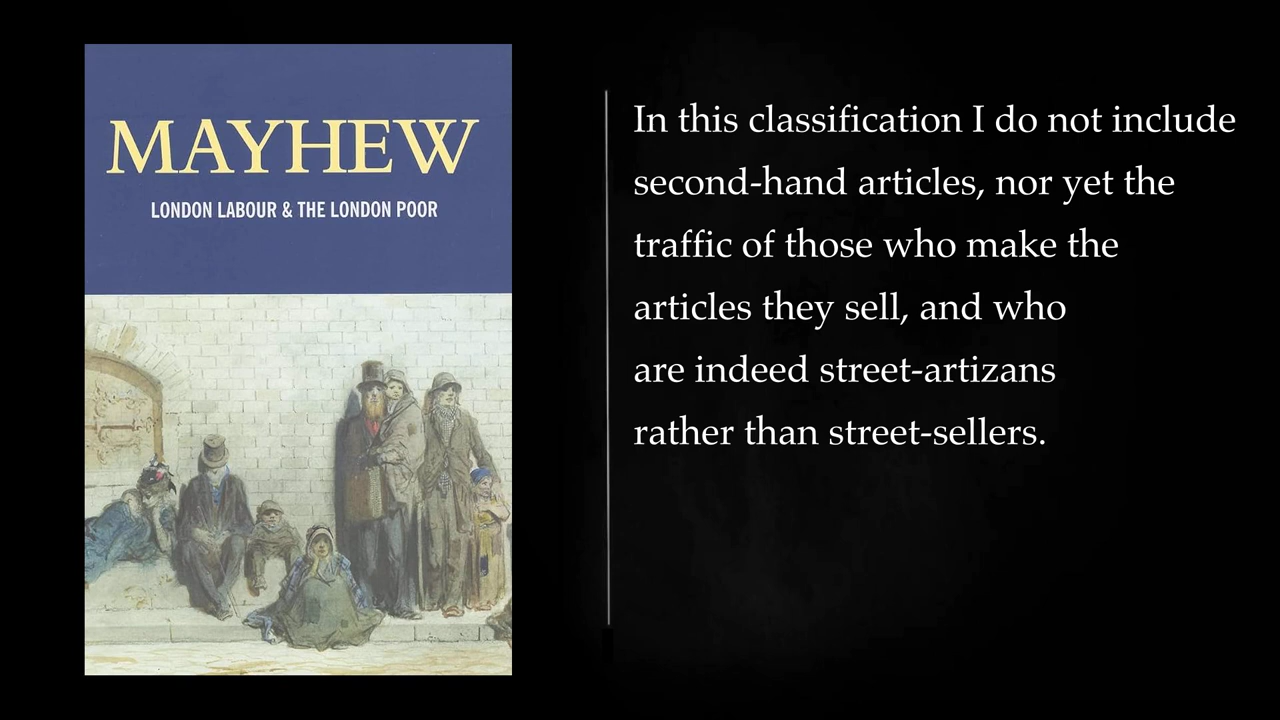 MAYHEW
LONDON LABOUR & THE LONDON POOR
In this classification I do not include
second-hand articles, nor yet the
traffic of those who make the
articles they sell, and who
are indeed street-artizans
rather than street-sellers.